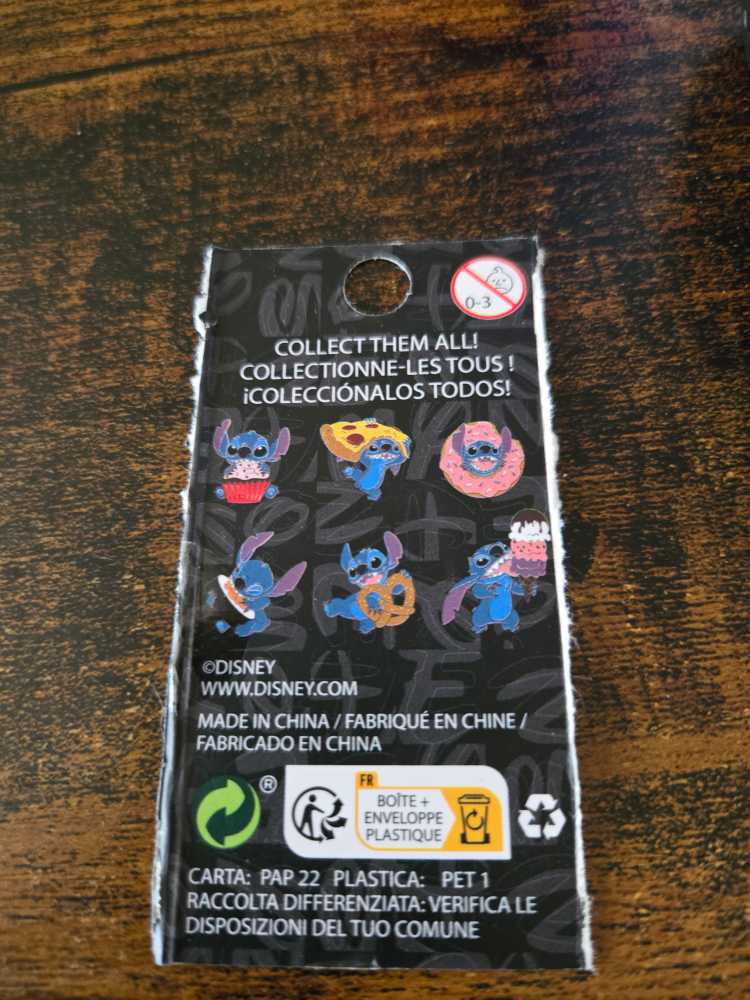 0-3
COLLECT THEM ALL!
COLLECTIONNE-LES TOUS !
¡COLECCIÓNALOS TODOS!
©DISNEY
WWW.DISNEY.COM
MADE IN CHINA / FABRIQUÉ EN CHINE /
FABRICADO EN CHINA
®
FR
BOÎTE +
ENVELOPPE
PLASTIQUE
CARTA: PAP 22 PLASTICA: PET 1
RACCOLTA DIFFERENZIATA: VERIFICA LE
DISPOSIZIONI DEL TUO COMUNE